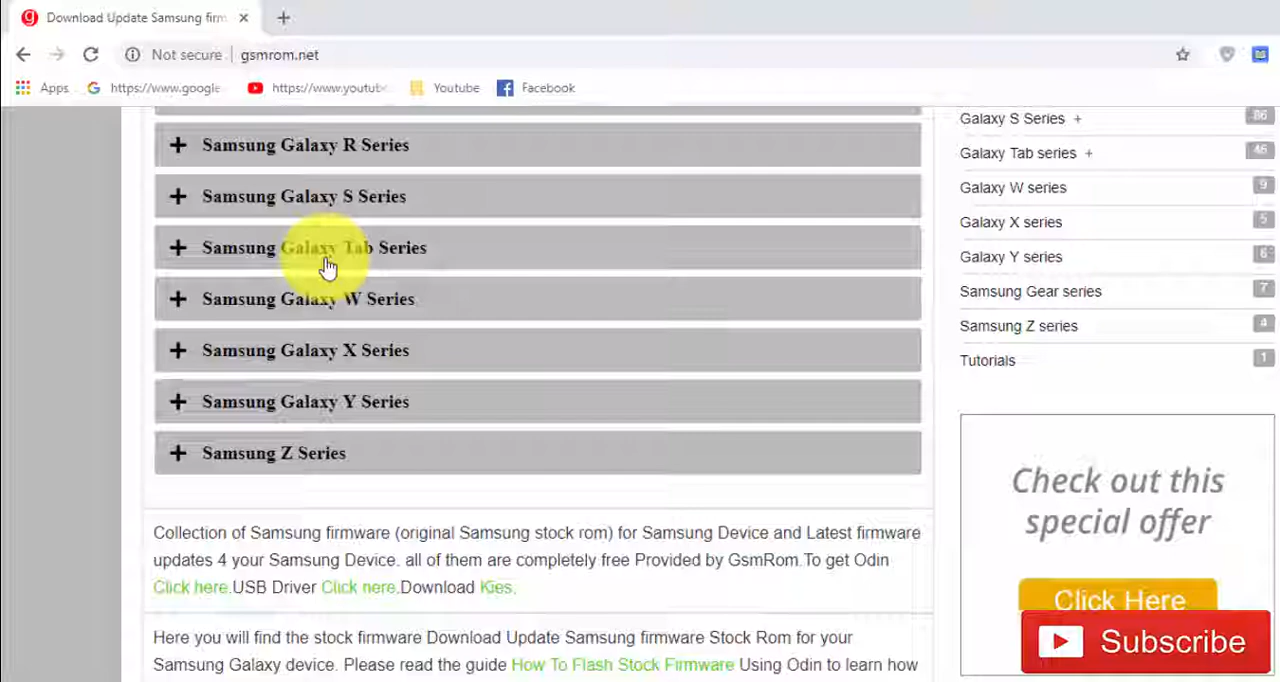 Download Update Samsung firm
Not secure gsmrom.net
Apps https://www.google https://www.youtub Youtube Facebook
Samsung Galaxy R Series
Samsung Galaxy S Series
Samsung Galaxy Tab Series
Samsung Galaxy W Series
Samsung Galaxy X Series
Samsung Galaxy Y Series
Samsung Z Series
Collection of Samsung firmware (original Samsung stock rom) for Samsung Device and Latest firmware
updates 4 your Samsung Device. all of them are completely free Provided by GsmRom.To get Odin
Click here.USB Driver Click here.Download Kies.
Here you will find the stock firmware Download Update Samsung firmware Stock Rom for your
Samsung Galaxy device. Please read the guide How To Flash Stock Firmware Using Odin to learn how
Galaxy S Series + 86
Galaxy Tab series + 46
Galaxy W series 9
Galaxy X series 5
Galaxy Y series 6
Samsung Gear series 7
Samsung Z series 4
Tutorials 1
Check out this
special offer
Click Here
Subscribe